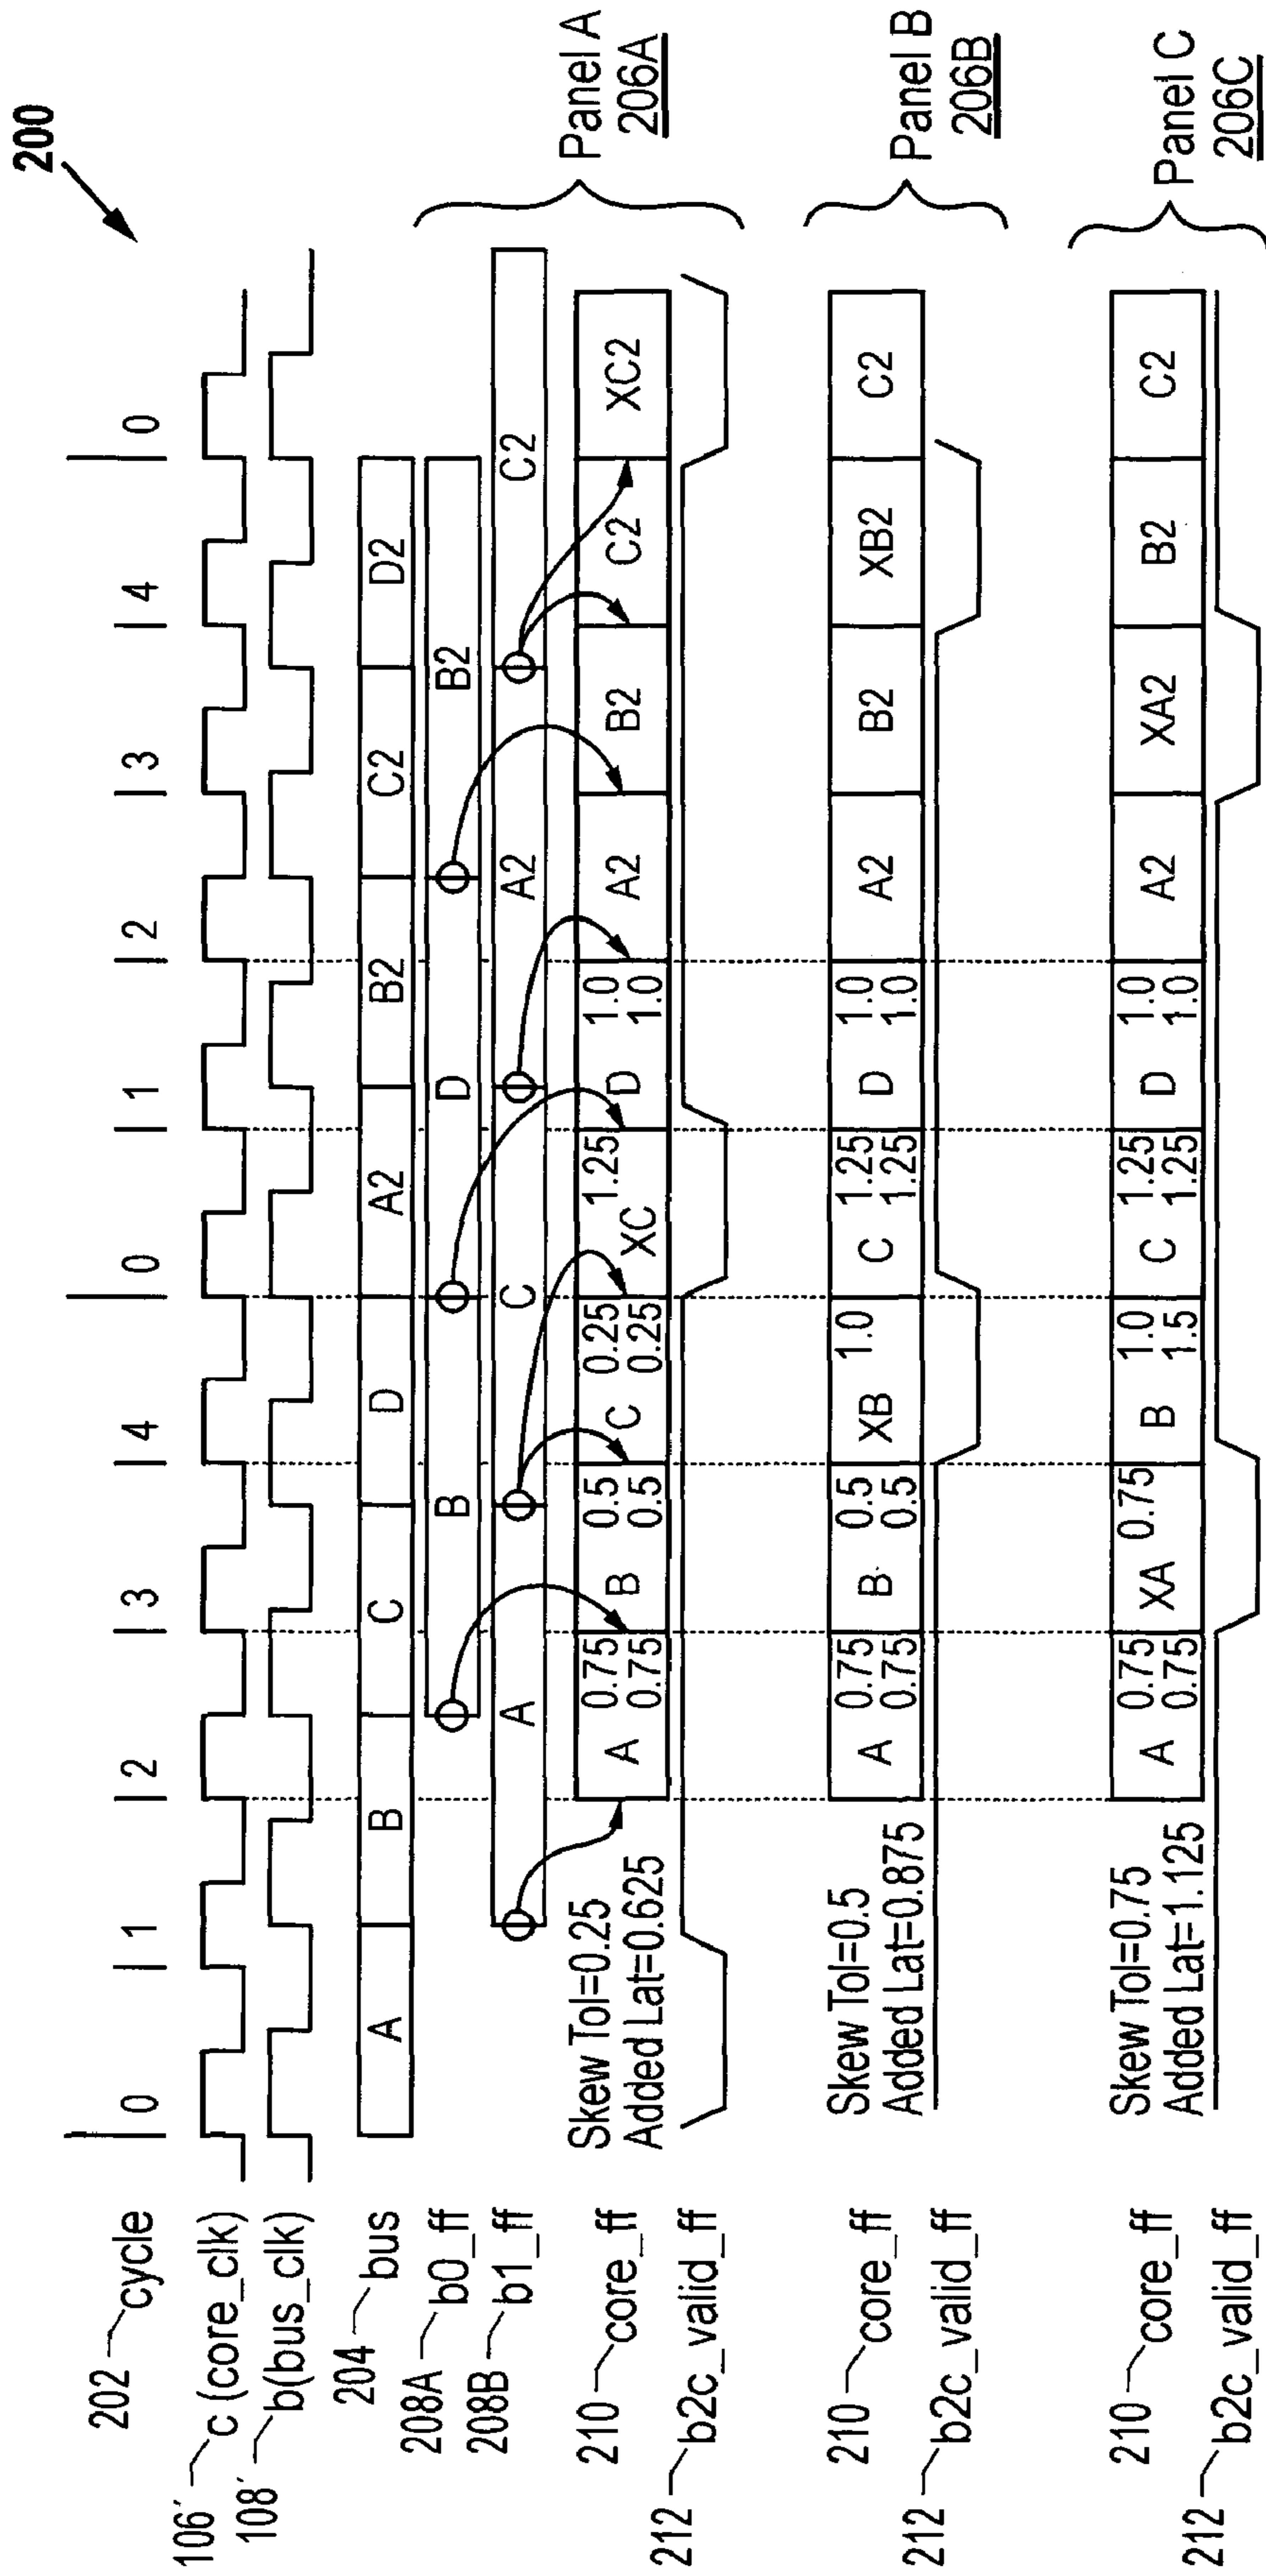 200
202 cycle | 0 | 1 | 2 | 3 | 4 | 0 | 1 | 2 | 3 | 4 | 0
106′ c (core_clk)
108′ b(bus_clk)
204 bus A B C D A2 B2 C2 D2
208A b0_ff B D B2
208B b1_ff A C A2 C2
Skew Tol=0.25
Added Lat=0.625
210 core_ff A 0.75 0.75 B 0.5 0.5 C 0.25 0.25 XC 1.25 D 1.0 1.0 A2 B2 C2 XC2
212 b2c_valid_ff
Panel A
206A
Skew Tol=0.5
Added Lat=0.875
210 core_ff A 0.75 0.75 B 0.5 0.5 XB 1.0 C 1.25 1.25 D 1.0 1.0 A2 B2 XB2 C2
212 b2c_valid_ff
Panel B
206B
Skew Tol=0.75
Added Lat=1.125
210 core_ff A 0.75 0.75 XA 0.75 B 1.0 1.5 C 1.25 1.25 D 1.0 1.0 A2 XA2 B2 C2
212 b2c_valid_ff
Panel C
206C